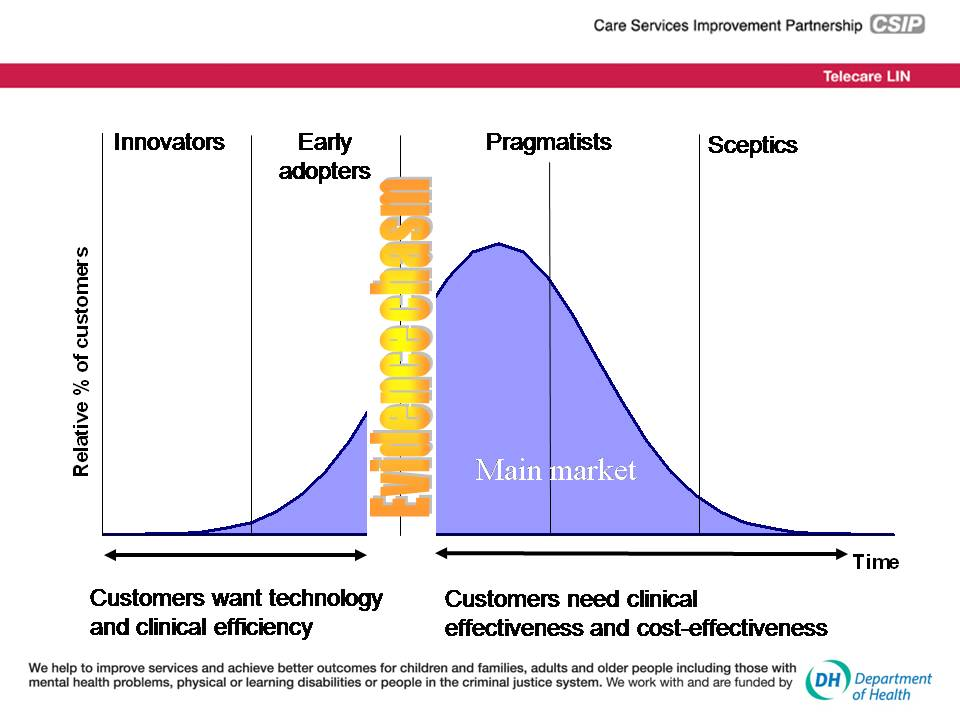 Care Services Improvement Partnership CSIP
Telecare LIN
Innovators
Early
adopters
Pragmatists
Sceptics
Relative % of customers
Evidence chasm
Main market
Time
Customers want technology
and clinical efficiency
Customers need clinical
effectiveness and cost-effectiveness
We help to improve services and achieve better outcomes for children and families, adults and older people including those with
mental health problems, physical or learning disabilities or people in the criminal justice system. We work with and are funded by
DH Department
of Health